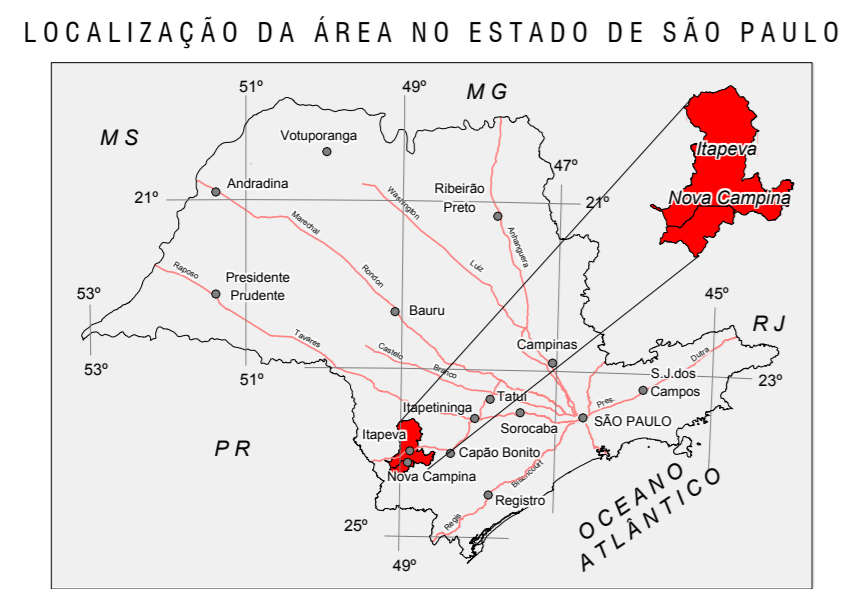 LOCALIZAÇÃO DA ÁREA NO ESTADO DE SÃO PAULO
51º
49º
MG
MS
Votuporanga
Itapeva
47º
Andradina
Ribeirão
Preto
21º
21º
Washington
Nova Campina
Marechal
Anhanguera
Raposo
Presidente
Prudente
Rondon
Luiz
53º
45º
Bauru
RJ
Tavares
Castelo
Campinas
Dutra
53º
51º
Branco
S.J.dos
Campos
23º
Tatuí
Pres.
Itapetininga
SÃO PAULO
Sorocaba
Itapeva
PR
Capão Bonito
Nova Campina
Bittencourt
OCEANO
ATLÂNTICO
Registro
Regis
25º
49º